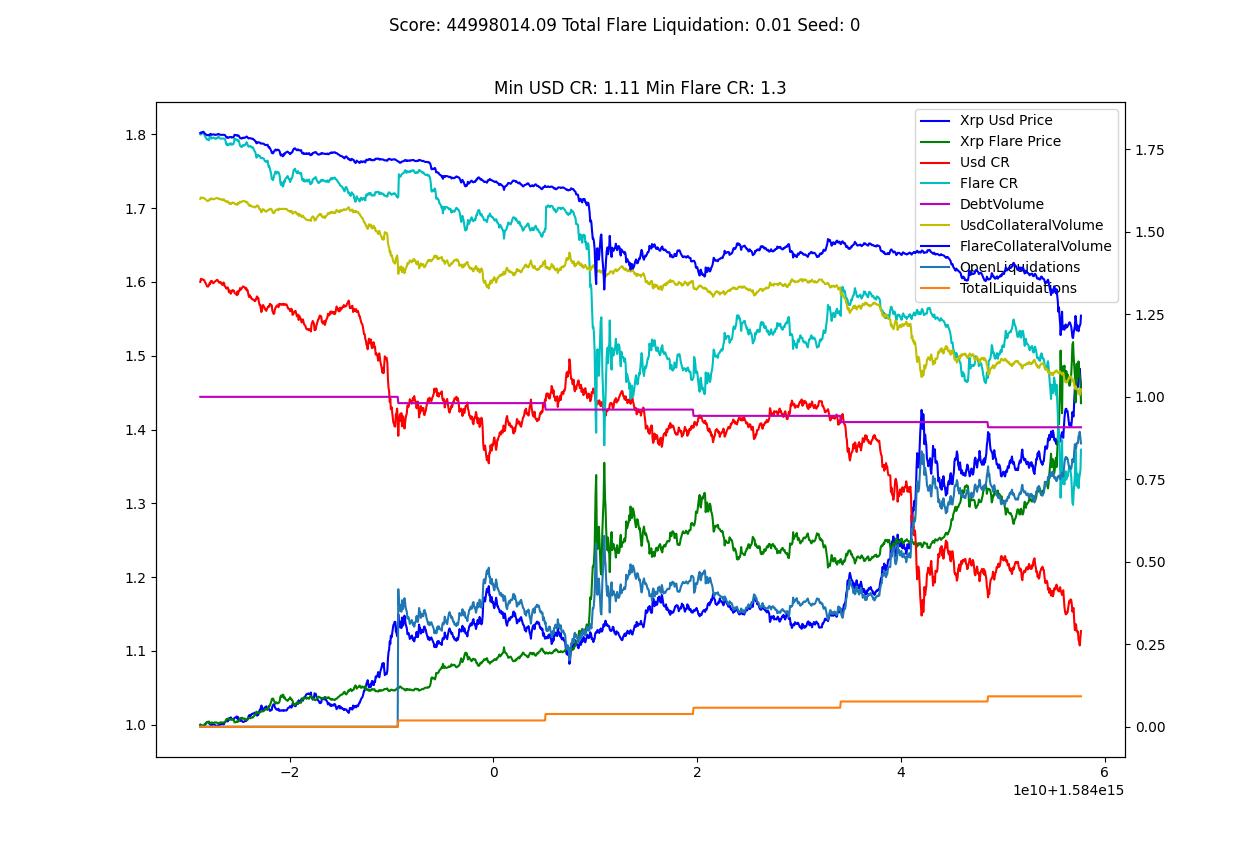 Score: 44998014.09 Total Flare Liquidation: 0.01 Seed: 0
Min USD CR: 1.11 Min Flare CR: 1.3
Xrp Usd Price
Xrp Flare Price
Usd CR
Flare CR
DebtVolume
UsdCollateralVolume
FlareCollateralVolume
OpenLiquidations
TotalLiquidations
1.8
1.7
1.6
1.5
1.4
1.3
1.2
1.1
1.0
1.75
1.50
1.25
1.00
0.75
0.50
0.25
0.00
−2
0
2
4
6
1e10+1.584e15